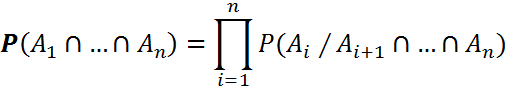 P(A₁ ∩ … ∩ Aₙ) = ∏ᵢ₌₁ⁿ P(Aᵢ / Aᵢ₊₁ ∩ … ∩ Aₙ)